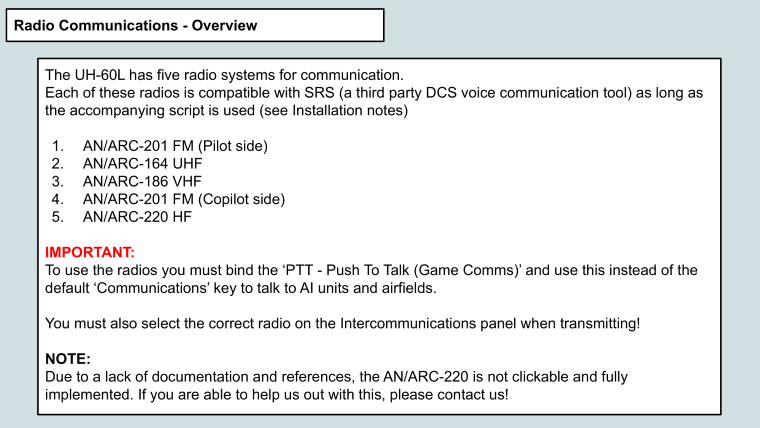 Radio Communications - Overview
The UH-60L has five radio systems for communication.
Each of these radios is compatible with SRS (a third party DCS voice communication tool) as long as
the accompanying script is used (see Installation notes)
1. AN/ARC-201 FM (Pilot side)
2. AN/ARC-164 UHF
3. AN/ARC-186 VHF
4. AN/ARC-201 FM (Copilot side)
5. AN/ARC-220 HF
IMPORTANT:
To use the radios you must bind the ‘PTT - Push To Talk (Game Comms)’ and use this instead of the
default ‘Communications’ key to talk to AI units and airfields.
You must also select the correct radio on the Intercommunications panel when transmitting!
NOTE:
Due to a lack of documentation and references, the AN/ARC-220 is not clickable and fully
implemented. If you are able to help us out with this, please contact us!